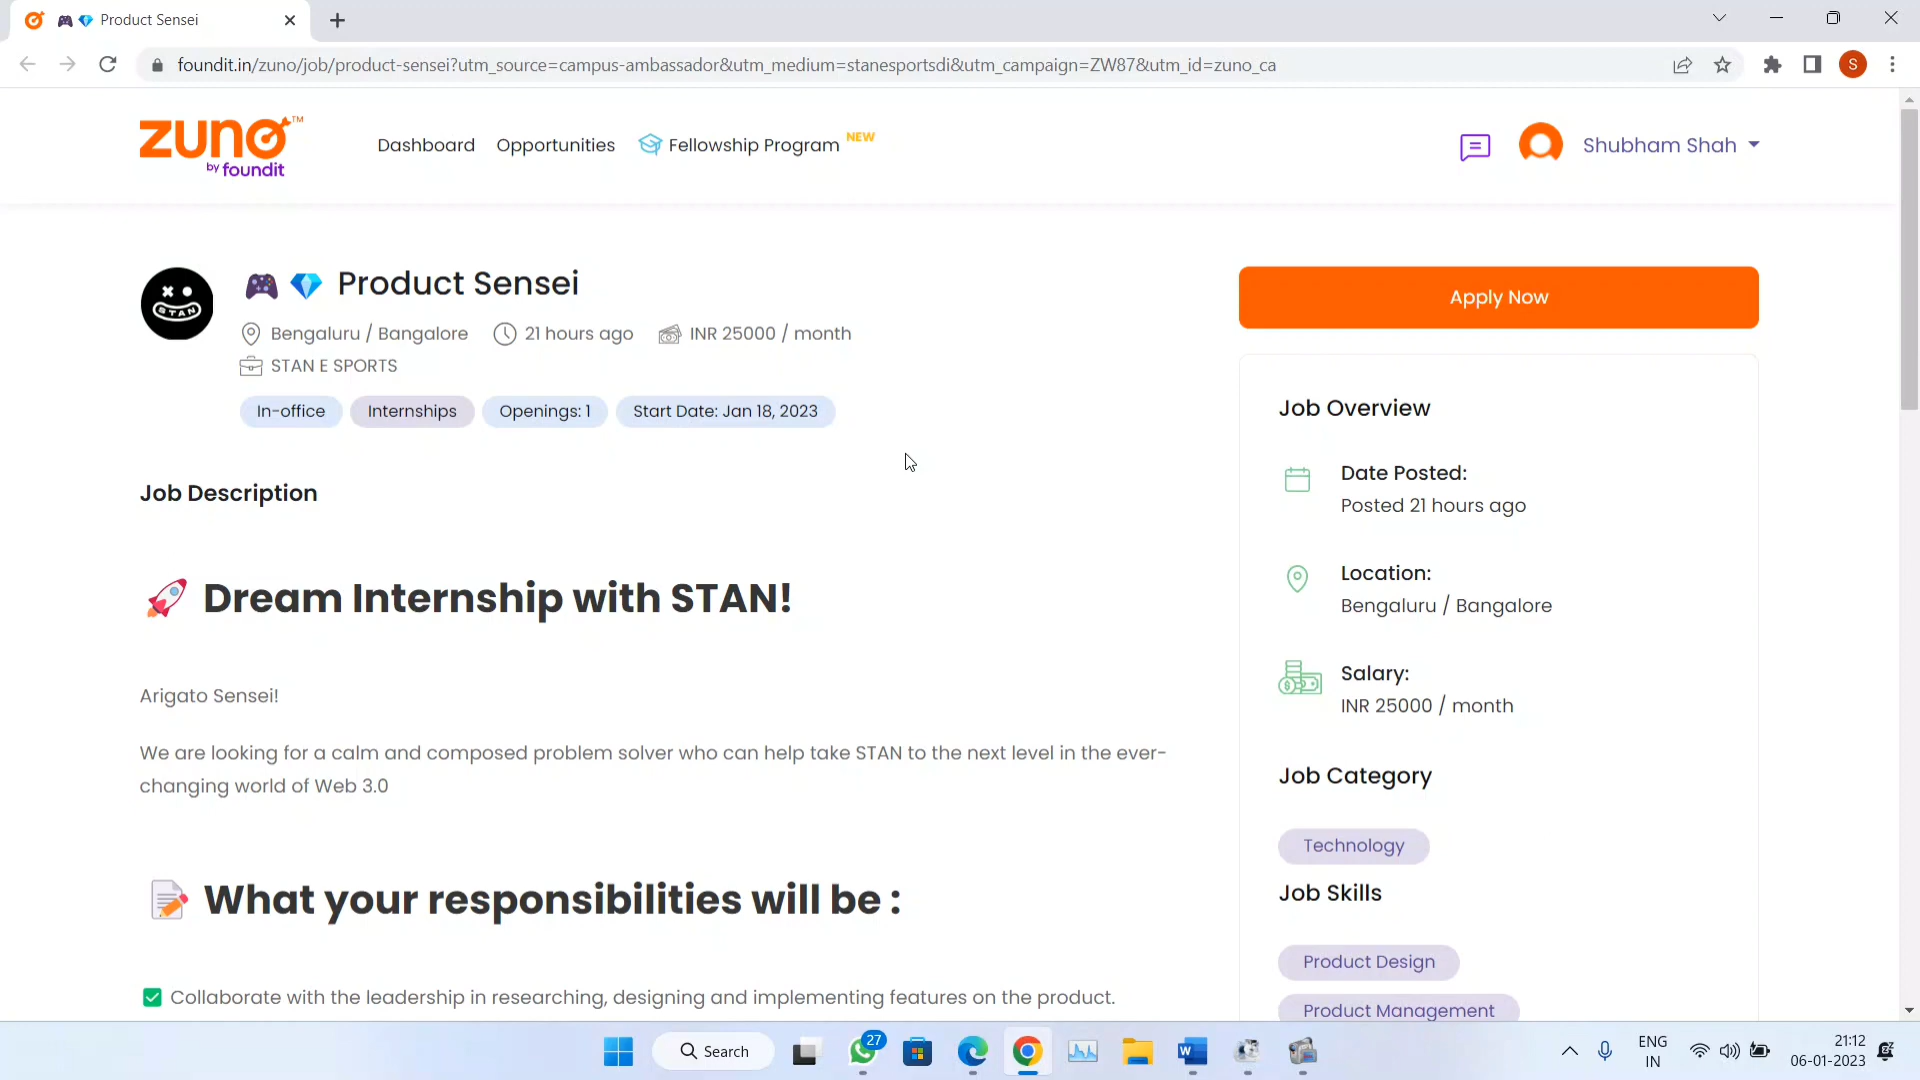 Product Sensei
foundit.in/zuno/job/product-sensei?utm_source=campus-ambassador&utm_medium=stanesportsdi&utm_campaign=ZW87&utm_id=zuno_ca
S
zuno TM
by foundit
Dashboard
Opportunities
Fellowship Program NEW
Shubham Shah
STAN
Product Sensei
Bengaluru / Bangalore
21 hours ago
INR 25000 / month
STAN E SPORTS
In-office
Internships
Openings: 1
Start Date: Jan 18, 2023
Job Description
Dream Internship with STAN!
Arigato Sensei!
We are looking for a calm and composed problem solver who can help take STAN to the next level in the ever-
changing world of Web 3.0
What your responsibilities will be :
Collaborate with the leadership in researching, designing and implementing features on the product.
Apply Now
Job Overview
Date Posted:
Posted 21 hours ago
Location:
Bengaluru / Bangalore
Salary:
INR 25000 / month
Job Category
Technology
Job Skills
Product Design
Product Management
Search
27
W
ENG
IN
21:12
06-01-2023